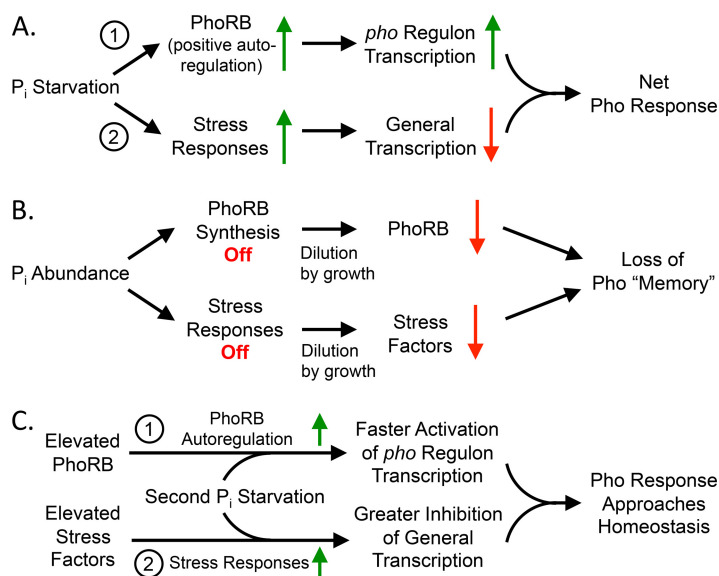 A.
1
PhoRB
(positive auto-
regulation)
pho Regulon
Transcription
Pi Starvation
Net
Pho Response
2
Stress
Responses
General
Transcription
B.
PhoRB
Synthesis
Off
Dilution
by growth
PhoRB
Pi Abundance
Loss of
Pho “Memory”
Stress
Responses
Off
Dilution
by growth
Stress
Factors
C.
Elevated
PhoRB
1
PhoRB
Autoregulation
Faster Activation
of pho Regulon
Transcription
Second Pi Starvation
Pho Response
Approaches
Homeostasis
Elevated
Stress
Factors
2
Stress Responses
Greater Inhibition
of General
Transcription